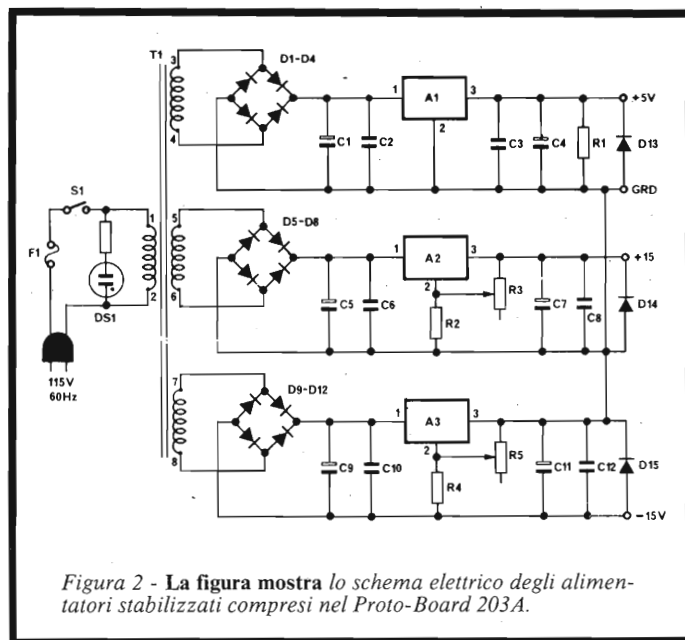 T1
3
4
D1-D4
1
A1
3
2
C1
C2
C3
C4
R1
D13
+5V
GRD
S1
F1
DS1
115V
60Hz
1
2
5
6
D5-D8
1
A2
3
2
R2
R3
C5
C6
C7
C8
D14
+15
7
8
D9-D12
1
A3
3
2
R4
R5
C9
C10
C11
C12
D15
-15V
Figura 2 - La figura mostra lo schema elettrico degli alimen-
tatori stabilizzati compresi nel Proto-Board 203A.